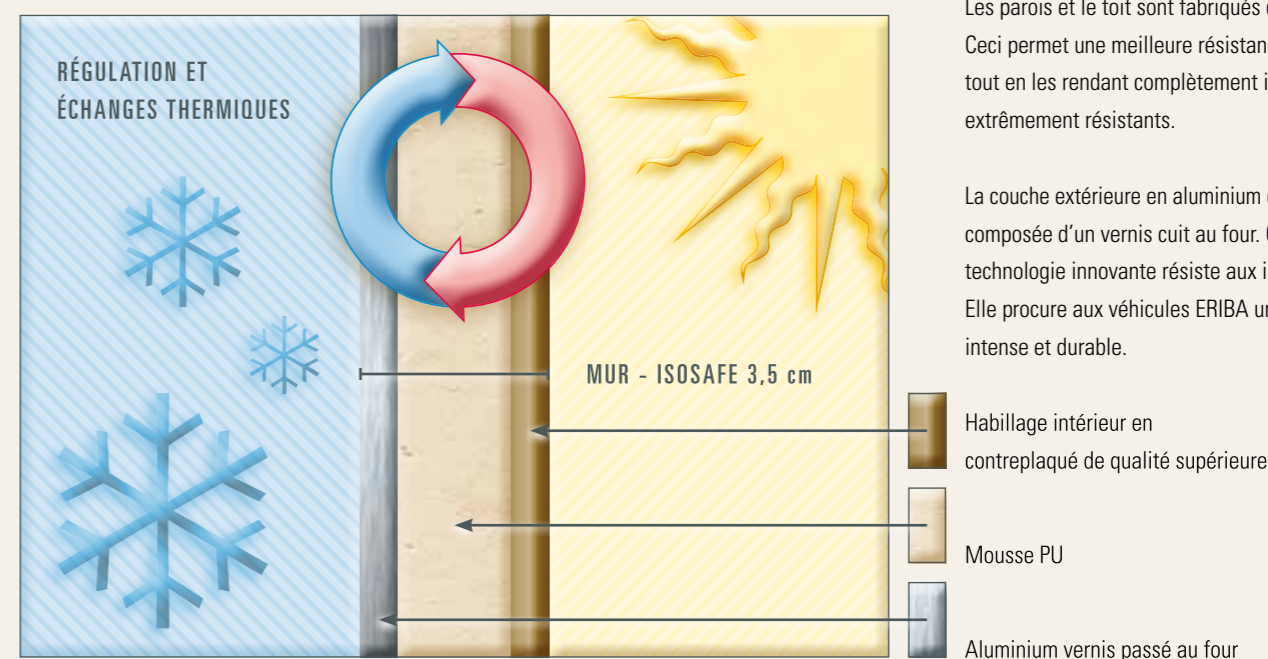 RÉGULATION ET
ÉCHANGES THERMIQUES
MUR - ISOSAFE 3,5 cm
Les parois et le toit sont fabriqués
Ceci permet une meilleure
tout en les rendant complètement
extrêmement résistants.
La couche extérieure en aluminium
composée d'un vernis cuit au four.
technologie innovante résiste aux
Elle procure aux véhicules ERIBA
intense et durable.
Habillage intérieur en
contreplaqué de qualité supérieure
Mousse PU
Aluminium vernis passé au four